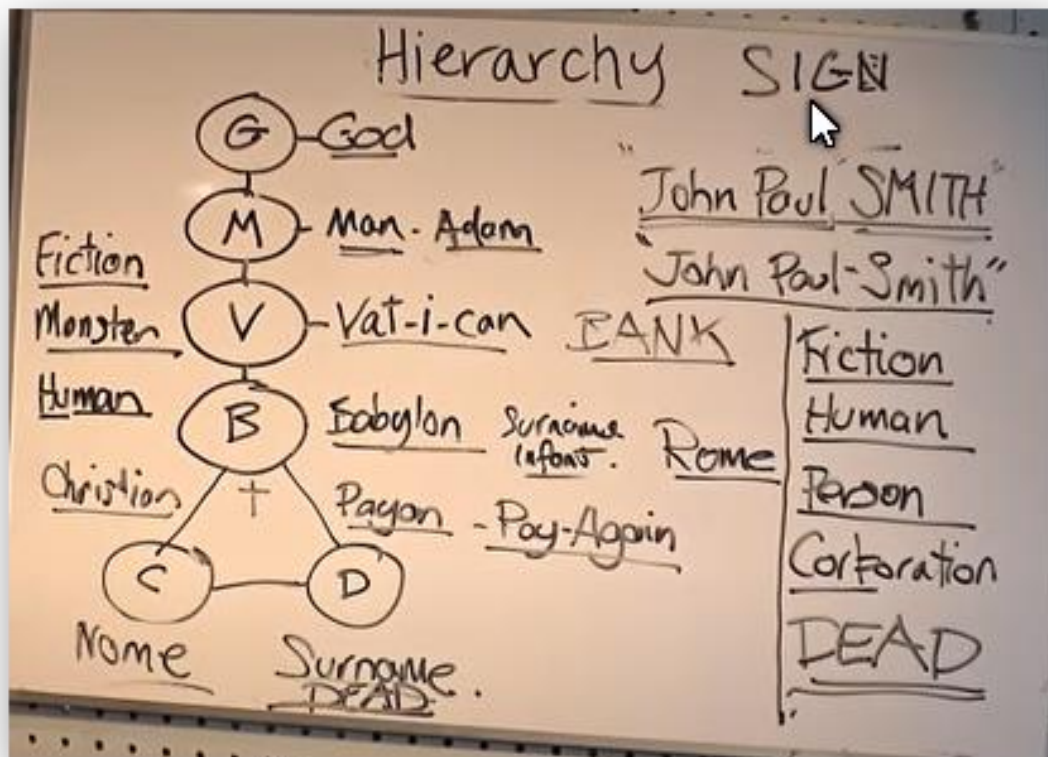 Hierarchy SIGN
G God
M Man - Adam
"John Paul" SMITH"
"John Paul-Smith"
Fiction
Monster
Human
V Vat-i-can BANK
B Babylon Surname infant. Rome
Christian
Pagan - Pay-Again
C D
Name
Surname.
DEAD
Fiction
Human
Person
Corporation
DEAD